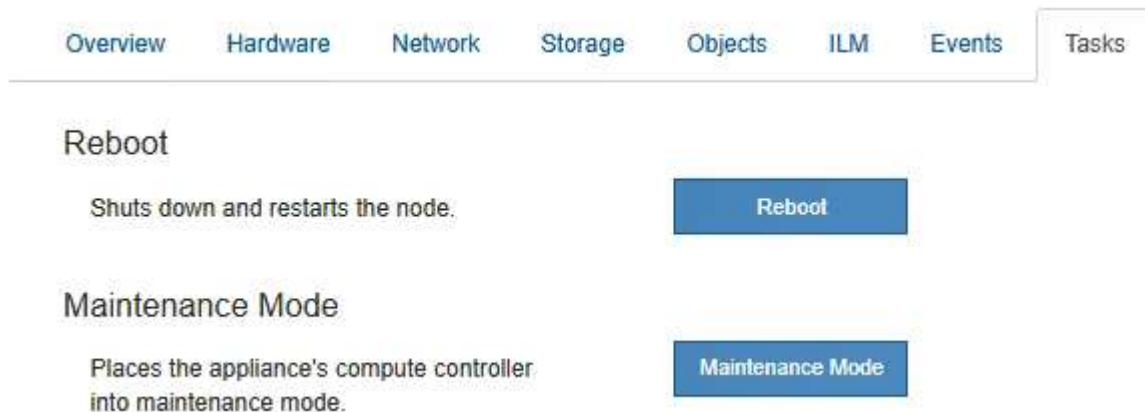 Overview Hardware Network Storage Objects ILM Events Tasks
Reboot
Shuts down and restarts the node. Reboot
Maintenance Mode
Places the appliance's compute controller Maintenance Mode
into maintenance mode.